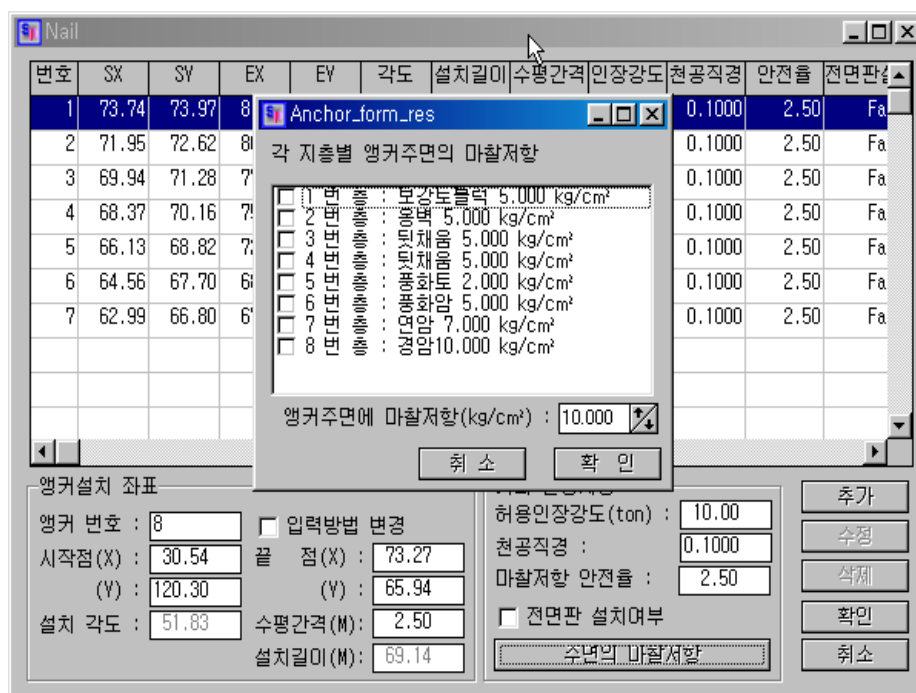 Nail
번호 SX SY EX EY 각도 설치길이 수평간격 인장강도 천공직경 안전율 전면판
1 73.74 73.97 8 0.1000 2.50 Fa
Anchor_form_res
2 71.95 72.62 8 0.1000 2.50 Fa
각 지층별 앵커주면의 마찰저항
3 69.94 71.28 7 0.1000 2.50 Fa
1 번 층 : 보강토블럭 5.000 kg/cm²
2 번 층 : 옹벽 5.000 kg/cm²
4 68.37 70.16 7 0.1000 2.50 Fa
3 번 층 : 뒷채움 5.000 kg/cm²
4 번 층 : 뒷채움 5.000 kg/cm²
5 66.13 68.82 7 0.1000 2.50 Fa
5 번 층 : 풍화토 2.000 kg/cm²
6 64.56 67.70 6 0.1000 2.50 Fa
6 번 층 : 풍화암 5.000 kg/cm²
7 번 층 : 연암 7.000 kg/cm²
7 62.99 66.80 6 0.1000 2.50 Fa
8 번 층 : 경암10.000 kg/cm²
앵커주면에 마찰저항(kg/cm²) : 10.000
취 소 확 인
앵커설치 좌표
앵커 번호 : 8 입력방법 변경
시작점(X) : 30.54 끝 점(X) : 73.27
(Y) : 120.30 (Y) : 65.94
설치 각도 : 51.83 수평간격(M): 2.50
설치길이(M): 69.14
허용인장강도(ton) : 10.00
천공직경 : 0.1000
마찰저항 안전율 : 2.50
전면판 설치여부
주변의 마찰저항
추가
수정
삭제
확인
취소